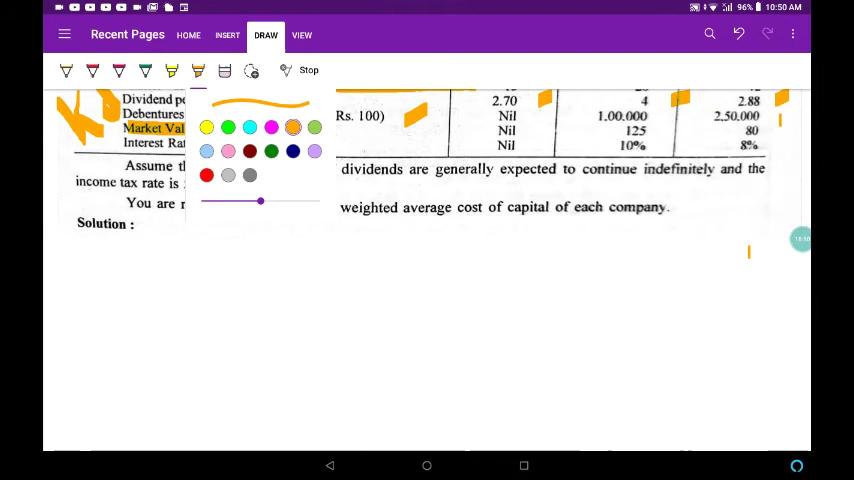 96% 10:50 AM
Recent Pages HOME INSERT DRAW VIEW
Stop
Dividend pe 2.70 4 2.88
Debentures Rs. 100) Nil 1.00.000 2,50.000
Market Val Nil 125 80
Interest Rat Nil 10% 8%
Assume th dividends are generally expected to continue indefinitely and the
income tax rate is
You are r weighted average cost of capital of each company.
Solution :